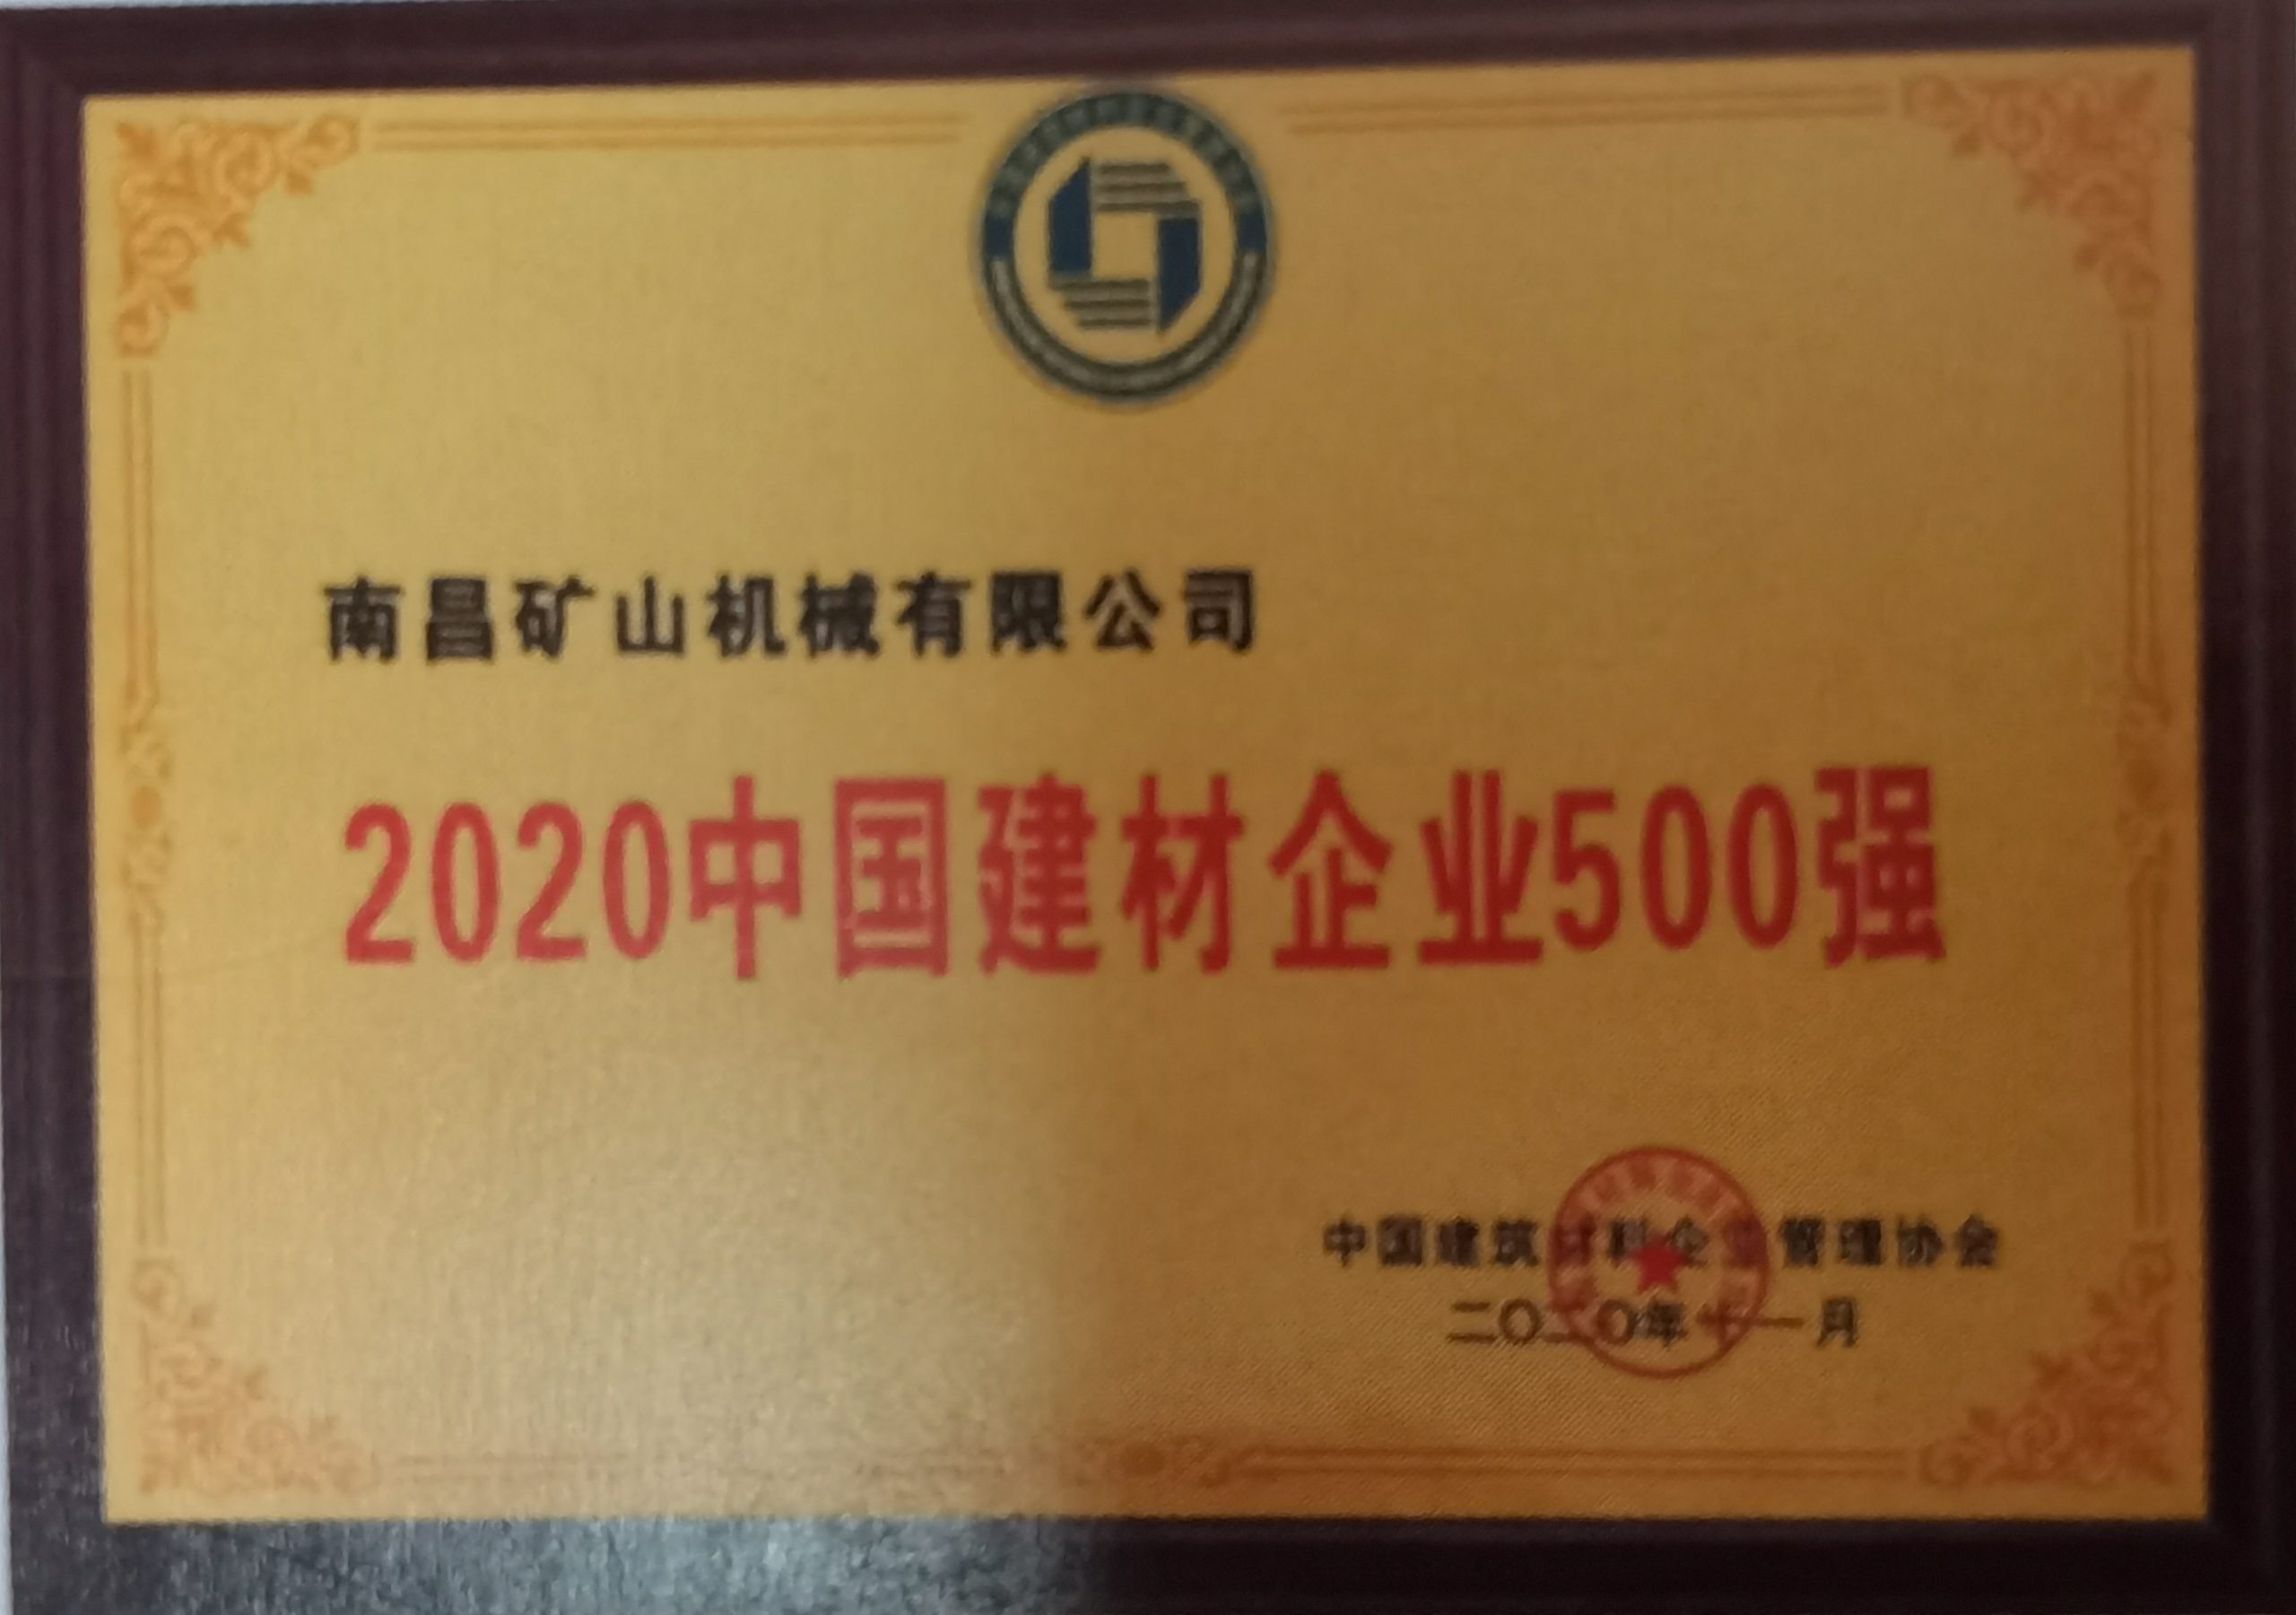 南昌矿山机械有限公司
2020中国建材企业500强
中国建筑材料企业管理协会
二〇二〇年十一月